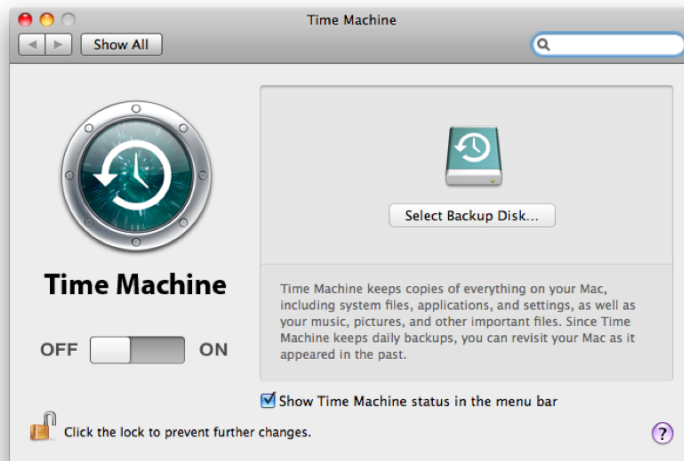 Time Machine
Show All
Select Backup Disk...
Time Machine
Time Machine keeps copies of everything on your Mac,
including system files, applications, and settings, as well as
your music, pictures, and other important files. Since Time
Machine keeps daily backups, you can revisit your Mac as it
appeared in the past.
OFF ON
Show Time Machine status in the menu bar
Click the lock to prevent further changes.
?